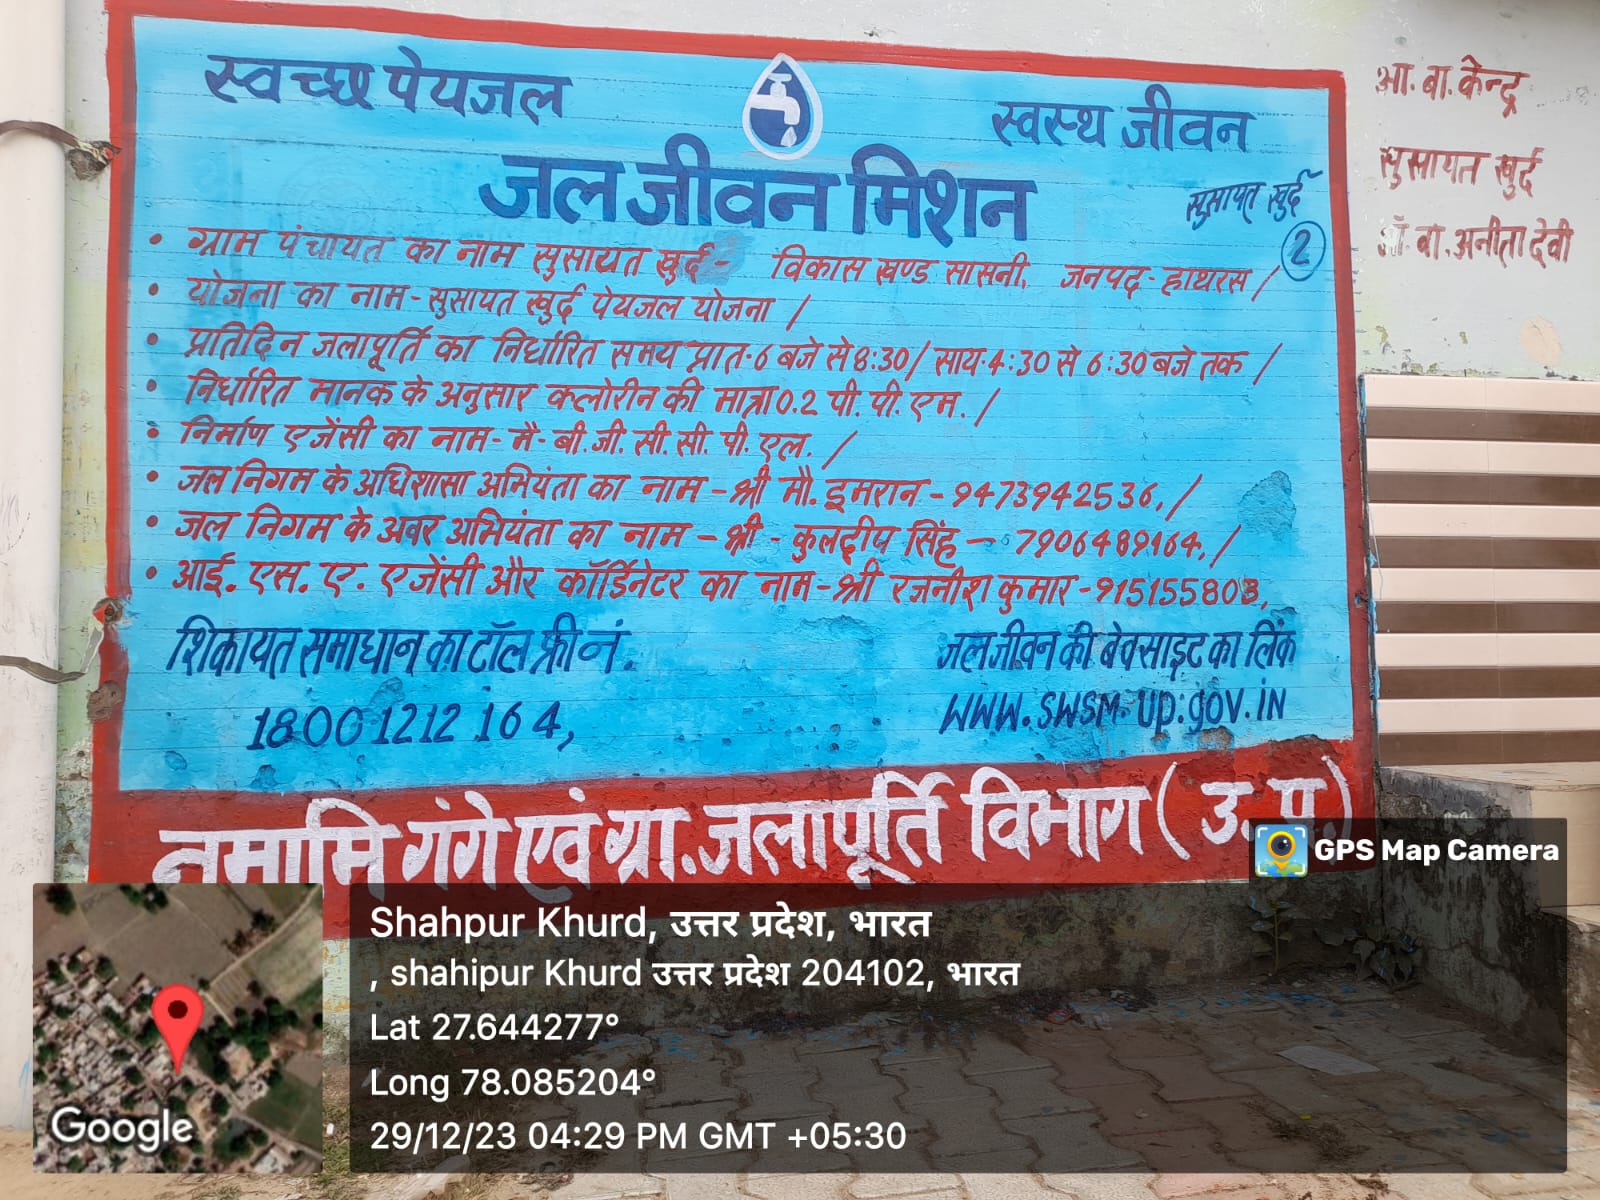 स्वच्छ पेयजल
स्वस्थ जीवन
जल जीवन मिशन
सुसायत खुर्द
2
• ग्राम पंचायत का नाम सुसायत खुर्द - विकास खण्ड सासनी, जनपद - हाथरस /
• योजना का नाम - सुसायत खुर्द पेयजल योजना /
• प्रतिदिन जलापूर्ति का निर्धारित समय प्रात-6 बजे से 8:30/ साय 4:30 से 6:30 बजे तक /
• निर्धारित मानक के अनुसार कलोरीन की मात्रा 0.2 पी. पी. एम. /
• निर्माण एजेंसी का नाम - मै - बी. जी. सी. सी. पी. एल. /
• जल निगम के अधिशासा अभियंता का नाम - श्री मौ. इमरान - 9473942536, /
• जल निगम के अवर अभियंता का नाम - श्री - कुलदीप सिंह - 7906489164, /
• आई. एस. ए. एजेंसी और कॉर्डिनेटर का नाम - श्री रजनीश कुमार - 915155803,
शिकायत समाधान का टॉल फ्री नं.
18001212164,
जल जीवन की बेवसाइट का लिंक
www.swsm.up.gov.in
नमामि गंगे एवं ग्रा. जलापूर्ति विभाग ( उ. प्र. )
आ. बा. केन्द्र
सुसायत खुर्द
आँ. बा. अनीता देवी
GPS Map Camera
Shahpur Khurd, उत्तर प्रदेश, भारत
, shahipur Khurd उत्तर प्रदेश 204102, भारत
Lat 27.644277°
Long 78.085204°
29/12/23 04:29 PM GMT +05:30
Google